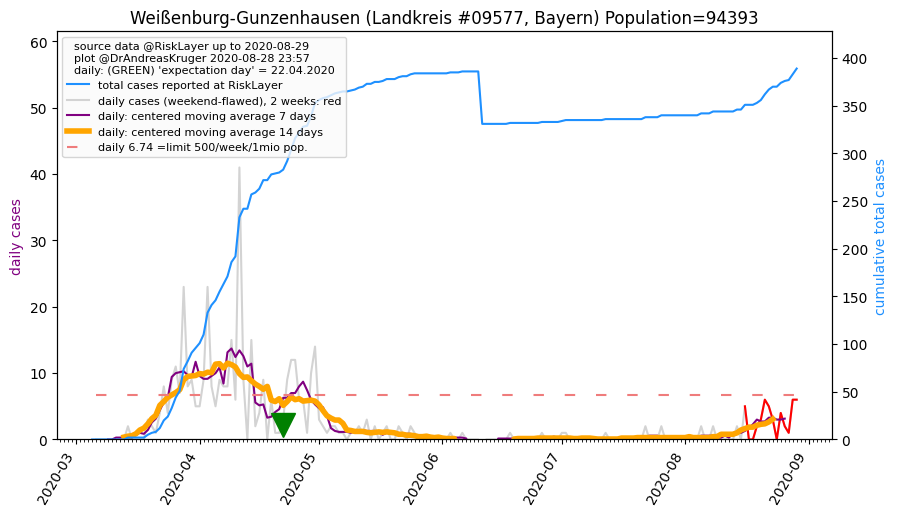 Weißenburg-Gunzenhausen (Landkreis #09577, Bayern) Population=94393
source data @RiskLayer up to 2020-08-29
plot @DrAndreasKruger 2020-08-28 23:57
daily: (GREEN) 'expectation day' = 22.04.2020
total cases reported at RiskLayer
daily cases (weekend-flawed), 2 weeks: red
daily: centered moving average 7 days
daily: centered moving average 14 days
daily 6.74 =limit 500/week/1mio pop.
daily cases
60
50
40
30
20
10
0
cumulative total cases
400
350
300
250
200
150
100
50
0
2020-03
2020-04
2020-05
2020-06
2020-07
2020-08
2020-09